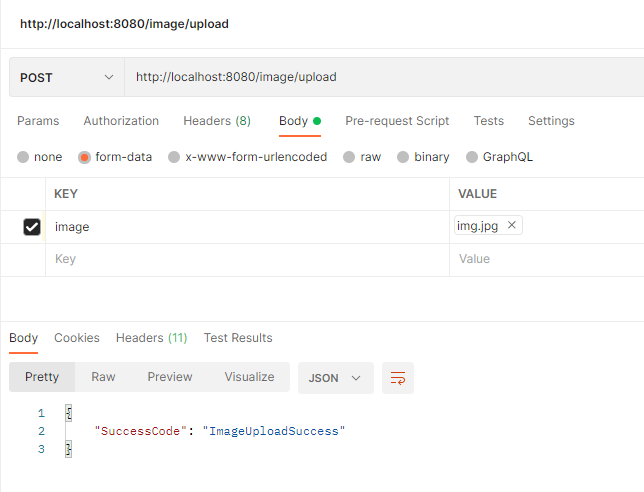 http://localhost:8080/image/upload
POST http://localhost:8080/image/upload
Params Authorization Headers (8) Body Pre-request Script Tests Settings
none form-data x-www-form-urlencoded raw binary GraphQL
KEY VALUE
image img.jpg
Key Value
Body Cookies Headers (11) Test Results
Pretty Raw Preview Visualize JSON
1 {
2 "SuccessCode": "ImageUploadSuccess"
3 }